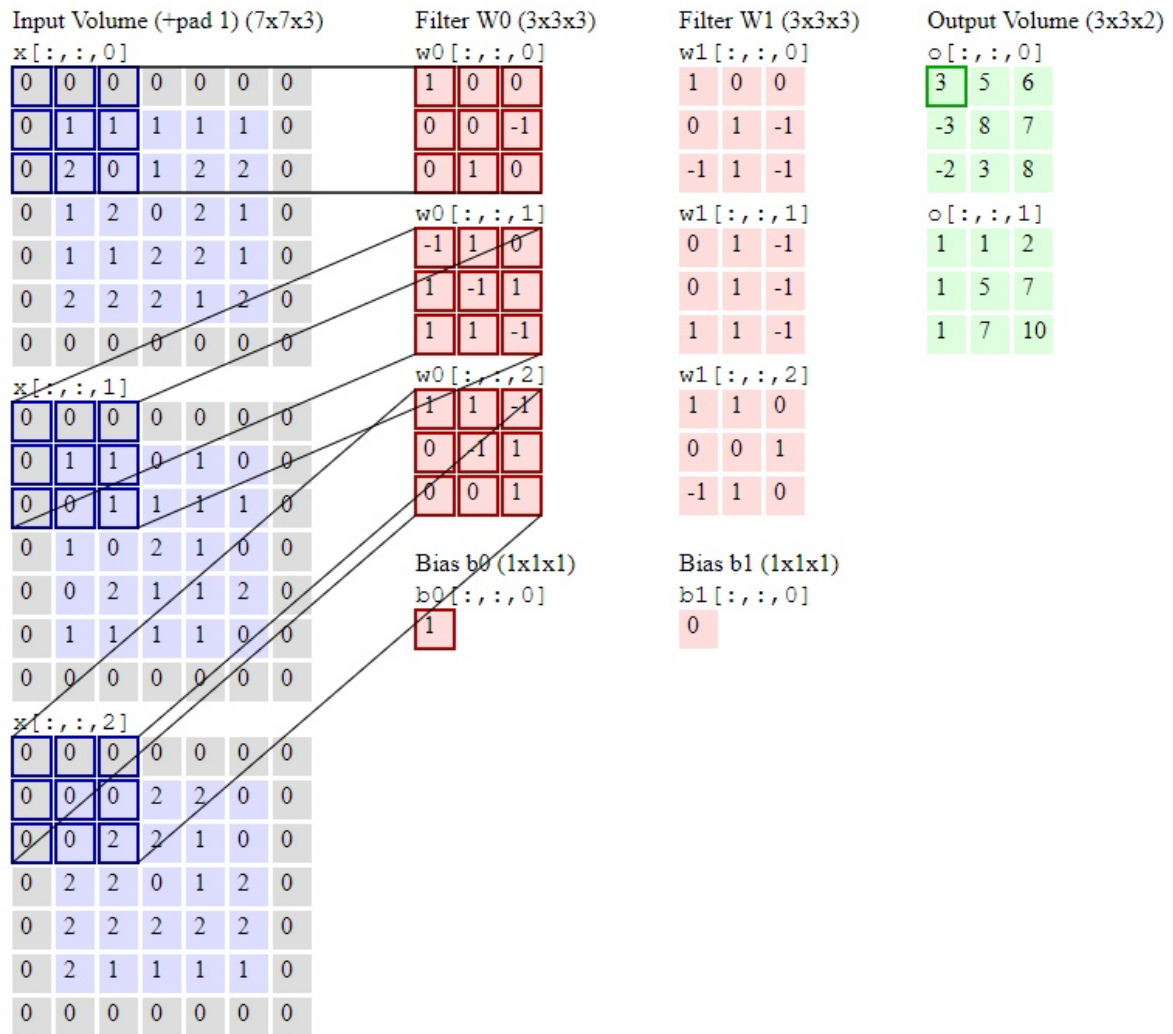 Input Volume (+pad 1) (7x7x3)
x[:,:,0]
0 0 0 0 0 0 0
0 1 1 1 1 1 0
0 2 0 1 2 2 0
0 1 2 0 2 1 0
0 1 1 2 2 1 0
0 2 2 2 1 2 0
0 0 0 0 0 0 0
x[:,:,1]
0 0 0 0 0 0 0
0 1 1 0 1 0 0
0 0 1 1 1 1 0
0 1 0 2 1 0 0
0 0 2 1 1 2 0
0 1 1 1 1 0 0
0 0 0 0 0 0 0
x[:,:,2]
0 0 0 0 0 0 0
0 0 0 2 2 0 0
0 0 2 2 1 0 0
0 2 2 0 1 2 0
0 2 2 2 2 2 0
0 2 1 1 1 1 0
0 0 0 0 0 0 0
Filter W0 (3x3x3)
w0[:,:,0]
1 0 0
0 0 -1
0 1 0
w0[:,:,1]
-1 1 0
1 -1 1
1 1 -1
w0[:,:,2]
1 1 -1
0 -1 1
0 0 1
Bias b0 (1x1x1)
b0[:,:,0]
1
Filter W1 (3x3x3)
w1[:,:,0]
1 0 0
0 1 -1
-1 1 -1
w1[:,:,1]
0 1 -1
0 1 -1
1 1 -1
w1[:,:,2]
1 1 0
0 0 1
-1 1 0
Bias b1 (1x1x1)
b1[:,:,0]
0
Output Volume (3x3x2)
o[:,:,0]
3 5 6
-3 8 7
-2 3 8
o[:,:,1]
1 1 2
1 5 7
1 7 10